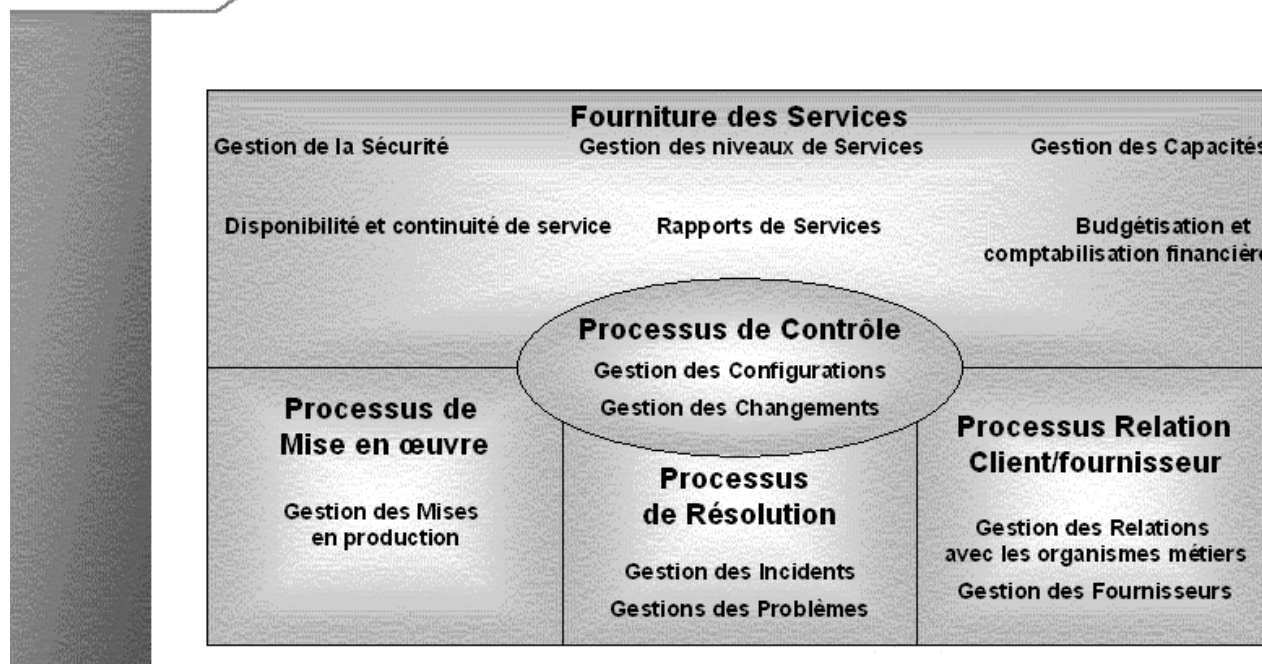 Fourniture des Services
Gestion de la Sécurité
Gestion des niveaux de Services
Gestion des Capacités
Disponibilité et continuité de service
Rapports de Services
Budgétisation et
comptabilisation financière
Processus de Contrôle
Gestion des Configurations
Gestion des Changements
Processus de
Mise en œuvre
Gestion des Mises
en production
Processus
de Résolution
Gestion des Incidents
Gestions des Problèmes
Processus Relation
Client/fournisseur
Gestion des Relations
avec les organismes métiers
Gestion des Fournisseurs